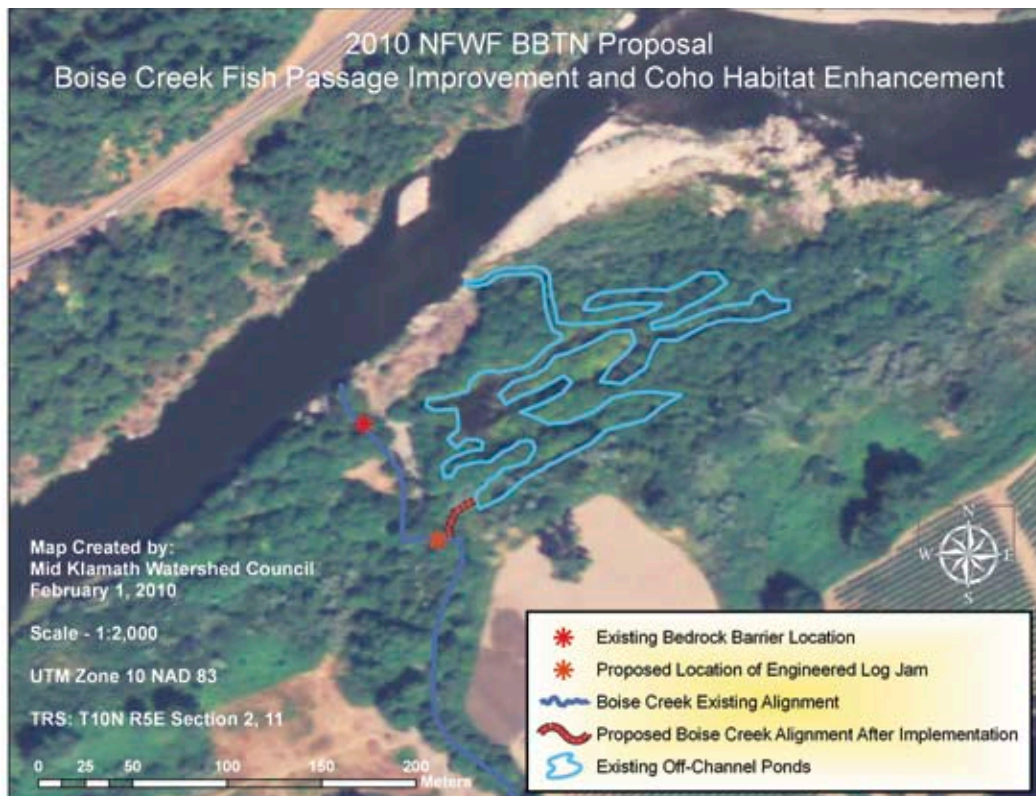 2010 NFWF BBTN Proposal
Boise Creek Fish Passage Improvement and Coho Habitat Enhancement
N
W E
S
Map Created by:
Mid Klamath Watershed Council
February 1, 2010
Scale - 1:2,000
UTM Zone 10 NAD 83
TRS: T10N R5E Section 2, 11
0 25 50 100 150 200
Meters
Existing Bedrock Barrier Location
Proposed Location of Engineered Log Jam
Boise Creek Existing Alignment
Proposed Boise Creek Alignment After Implementation
Existing Off-Channel Ponds